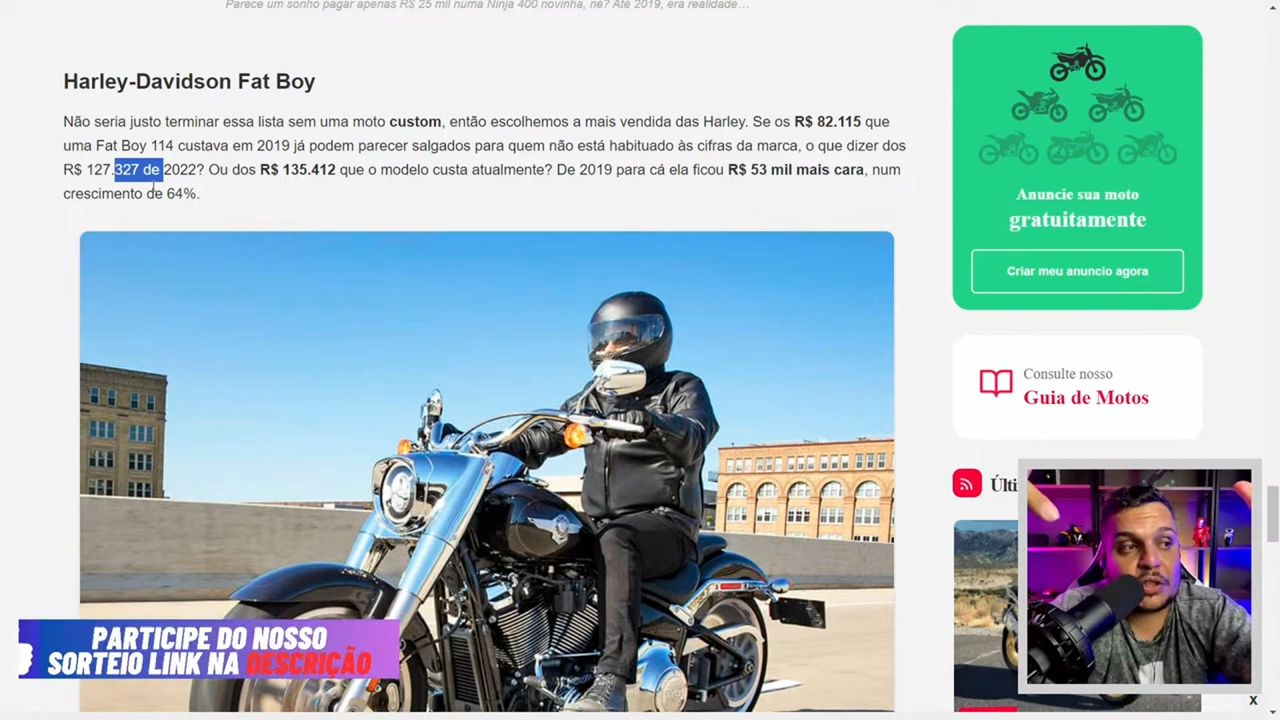 Parece um sonho pagar apenas R$ 25 mil numa Ninja 400 novinha, né? Até 2019, era realidade…
Harley-Davidson Fat Boy
Não seria justo terminar essa lista sem uma moto custom, então escolhemos a mais vendida das Harley. Se os R$ 82.115 que
uma Fat Boy 114 custava em 2019 já podem parecer salgados para quem não está habituado às cifras da marca, o que dizer dos
R$ 127.327 de 2022? Ou dos R$ 135.412 que o modelo custa atualmente? De 2019 para cá ela ficou R$ 53 mil mais cara, num
crescimento de 64%.
Anuncie sua moto
gratuitamente
Criar meu anuncio agora
Consulte nosso
Guia de Motos
Últi
PARTICIPE DO NOSSO
SORTEIO LINK NA DESCRIÇÃO
X